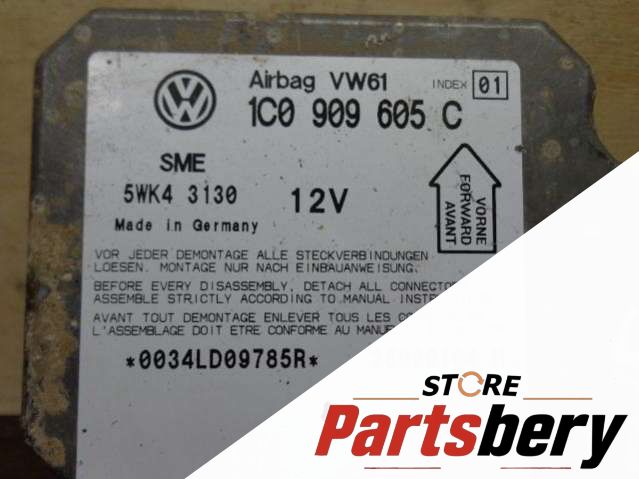 Airbag VW61 INDEX 01
1C0 909 605 C
SME
5WK4 3130 12V
Made in Germany
VORNE
FORWARD
AVANT
VOR JEDER DEMONTAGE ALLE STECKVERBINDUNGEN
LOESEN. MONTAGE NUR NACH EINBAUANWEISUNG.
BEFORE EVERY DISASSEMBLY, DETACH ALL
ASSEMBLE STRICTLY ACCORDING TO MANUAL
AVANT TOUT DEMONTAGE ENLEVER TOUS LES
L'ASSEMBLAGE DOIT ETRE CONFORME AU
*0034LD09785R*
STORE
Partsbery